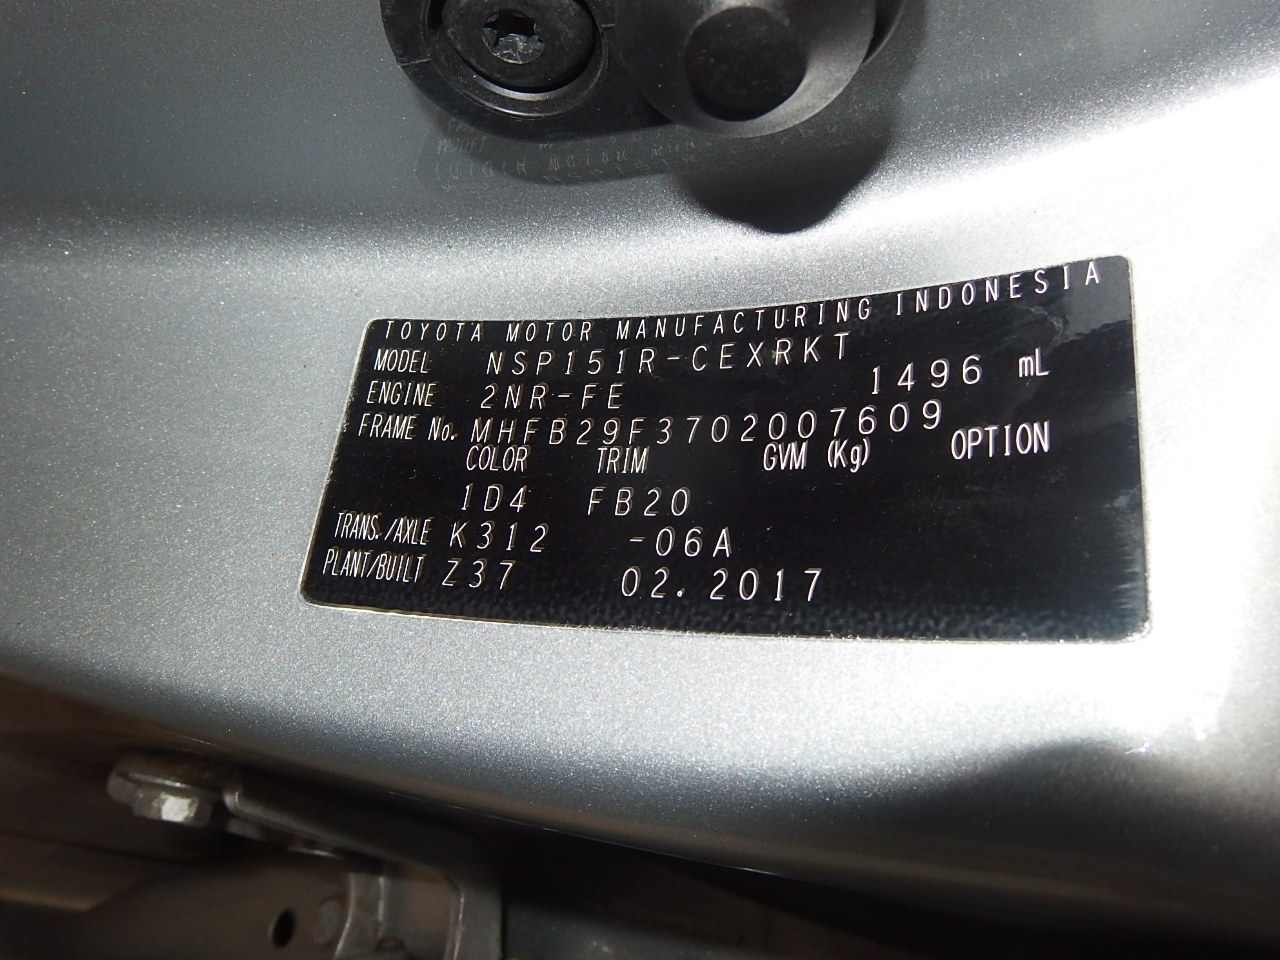 TOYOTA MOTOR MANUFACTURING INDONESIA
MODEL NSP151R-CEXRKT
ENGINE 2NR-FE 1496 mL
FRAME No. MHFB29F3702007609
COLOR TRIM GVM (Kg) OPTION
1D4 FB20
TRANS./AXLE K312 -06A
PLANT/BUILT Z37 02.2017